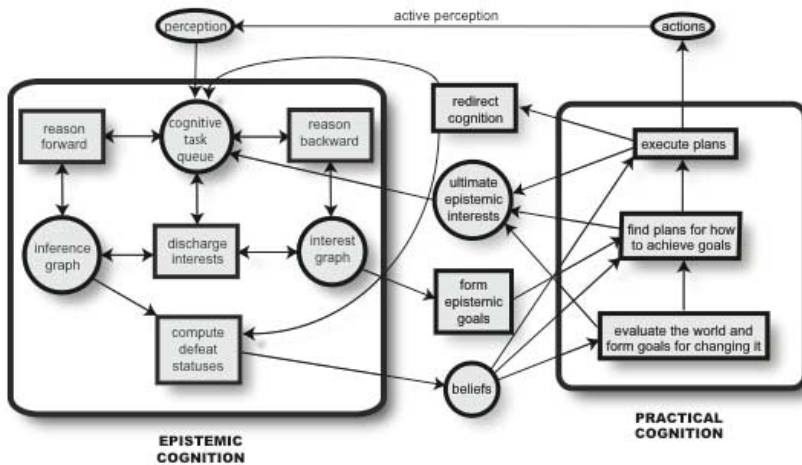 active perception
perception
actions
cognitive
task
queue
reason
forward
reason
backward
redirect
cognition
execute plans
ultimate
epistemic
interests
inference
graph
discharge
interests
interest
graph
find plans for how
to achieve goals
form
epistemic
goals
compute
defeat
statuses
evaluate the world and
form goals for changing it
beliefs
EPISTEMIC
COGNITION
PRACTICAL
COGNITION